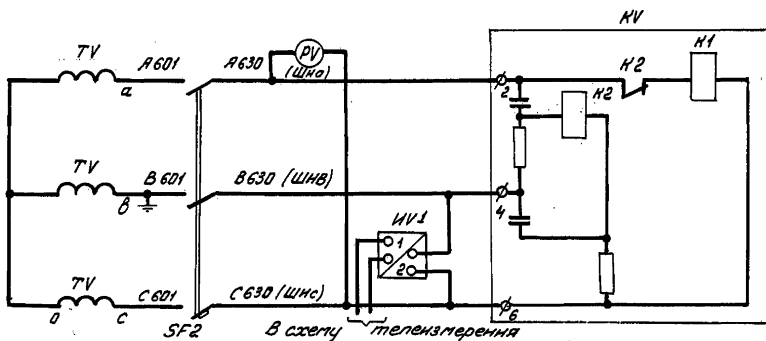 KV
TV A601 A630 PV K2 K1
(Шна)
a 2 K2
TV B601 B630 (ШНВ)
в 4 ИV1
1
2
TV C601 C630 (ШНС)
о с 6
SF2 В схему телеизмерения